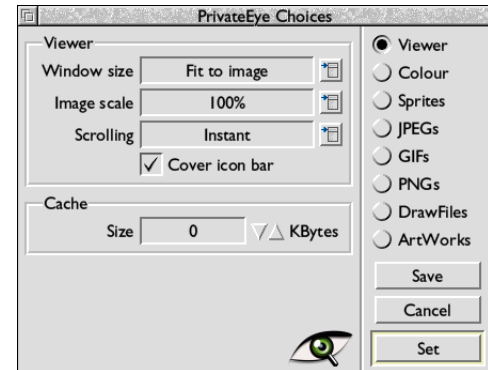 PrivateEye Choices
Viewer
Window size Fit to image
Image scale 100%
Scrolling Instant
Cover icon bar
Cache
Size 0 KBytes
Viewer
Colour
Sprites
JPEGs
GIFs
PNGs
DrawFiles
ArtWorks
Save
Cancel
Set